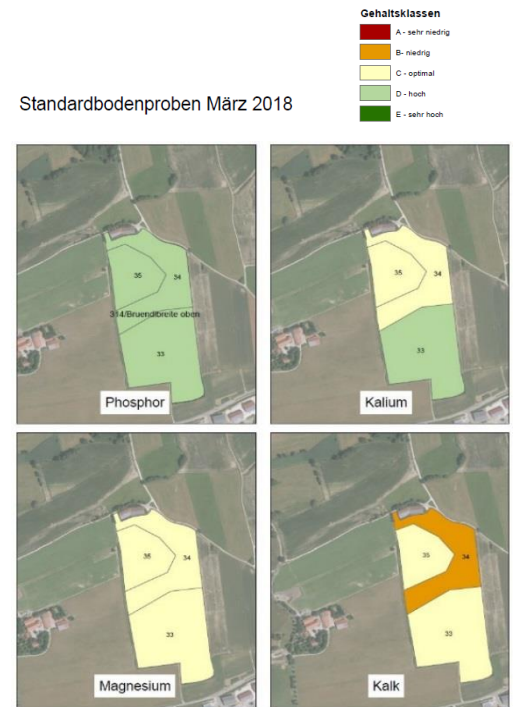 Gehaltsklassen
A - sehr niedrig
B- niedrig
C - optimal
D - hoch
E - sehr hoch
Standardbodenproben März 2018
35
34
314/Bruendlbreite oben
33
Phosphor
35
34
33
Kalium
35
34
33
Magnesium
35
34
33
Kalk